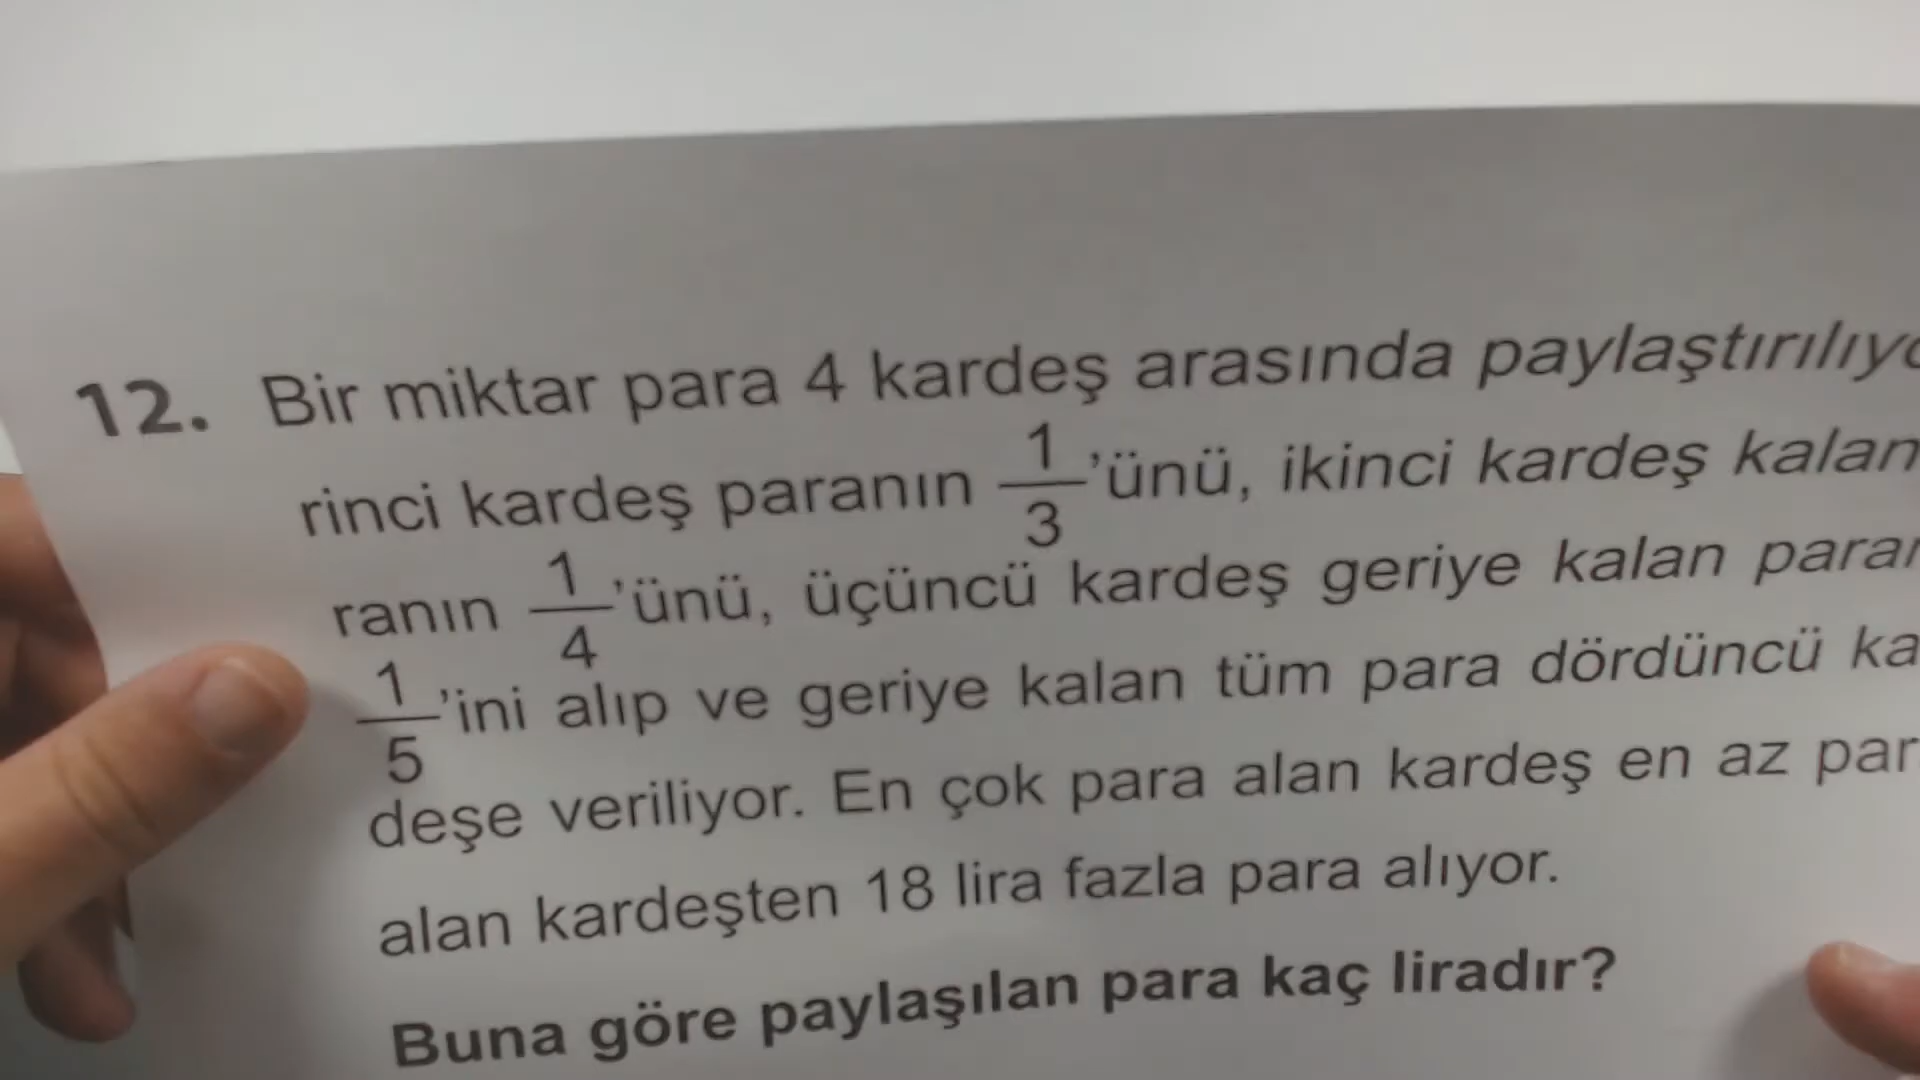 12. Bir miktar para 4 kardeş arasında paylaştırılıyo
rinci kardeş paranın 1/3 'ünü, ikinci kardeş kalan
ranın 1/4 'ünü, üçüncü kardeş geriye kalan paran
1/5 'ini alıp ve geriye kalan tüm para dördüncü ka
deşe veriliyor. En çok para alan kardeş en az par
alan kardeşten 18 lira fazla para alıyor.
Buna göre paylaşılan para kaç liradır?